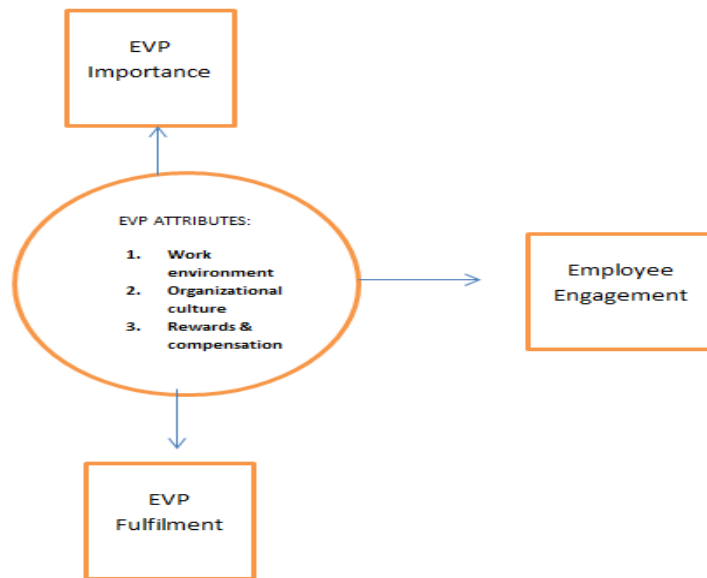 EVP
Importance
EVP ATTRIBUTES:
1. Work
environment
2. Organizational
culture
3. Rewards &
compensation
Employee
Engagement
EVP
Fulfilment